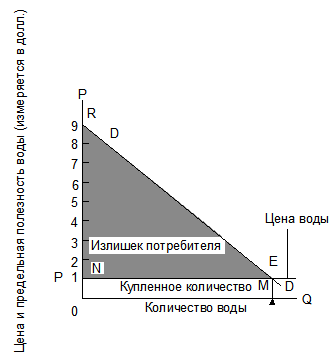 Цена и предельная полезность воды (измеряется в долл.)
P
R
9
D
8
7
6
5
4
Цена воды
3
Излишек потребителя
E
2
N
P
1
Купленное количество
M
D
Количество воды
Q
0